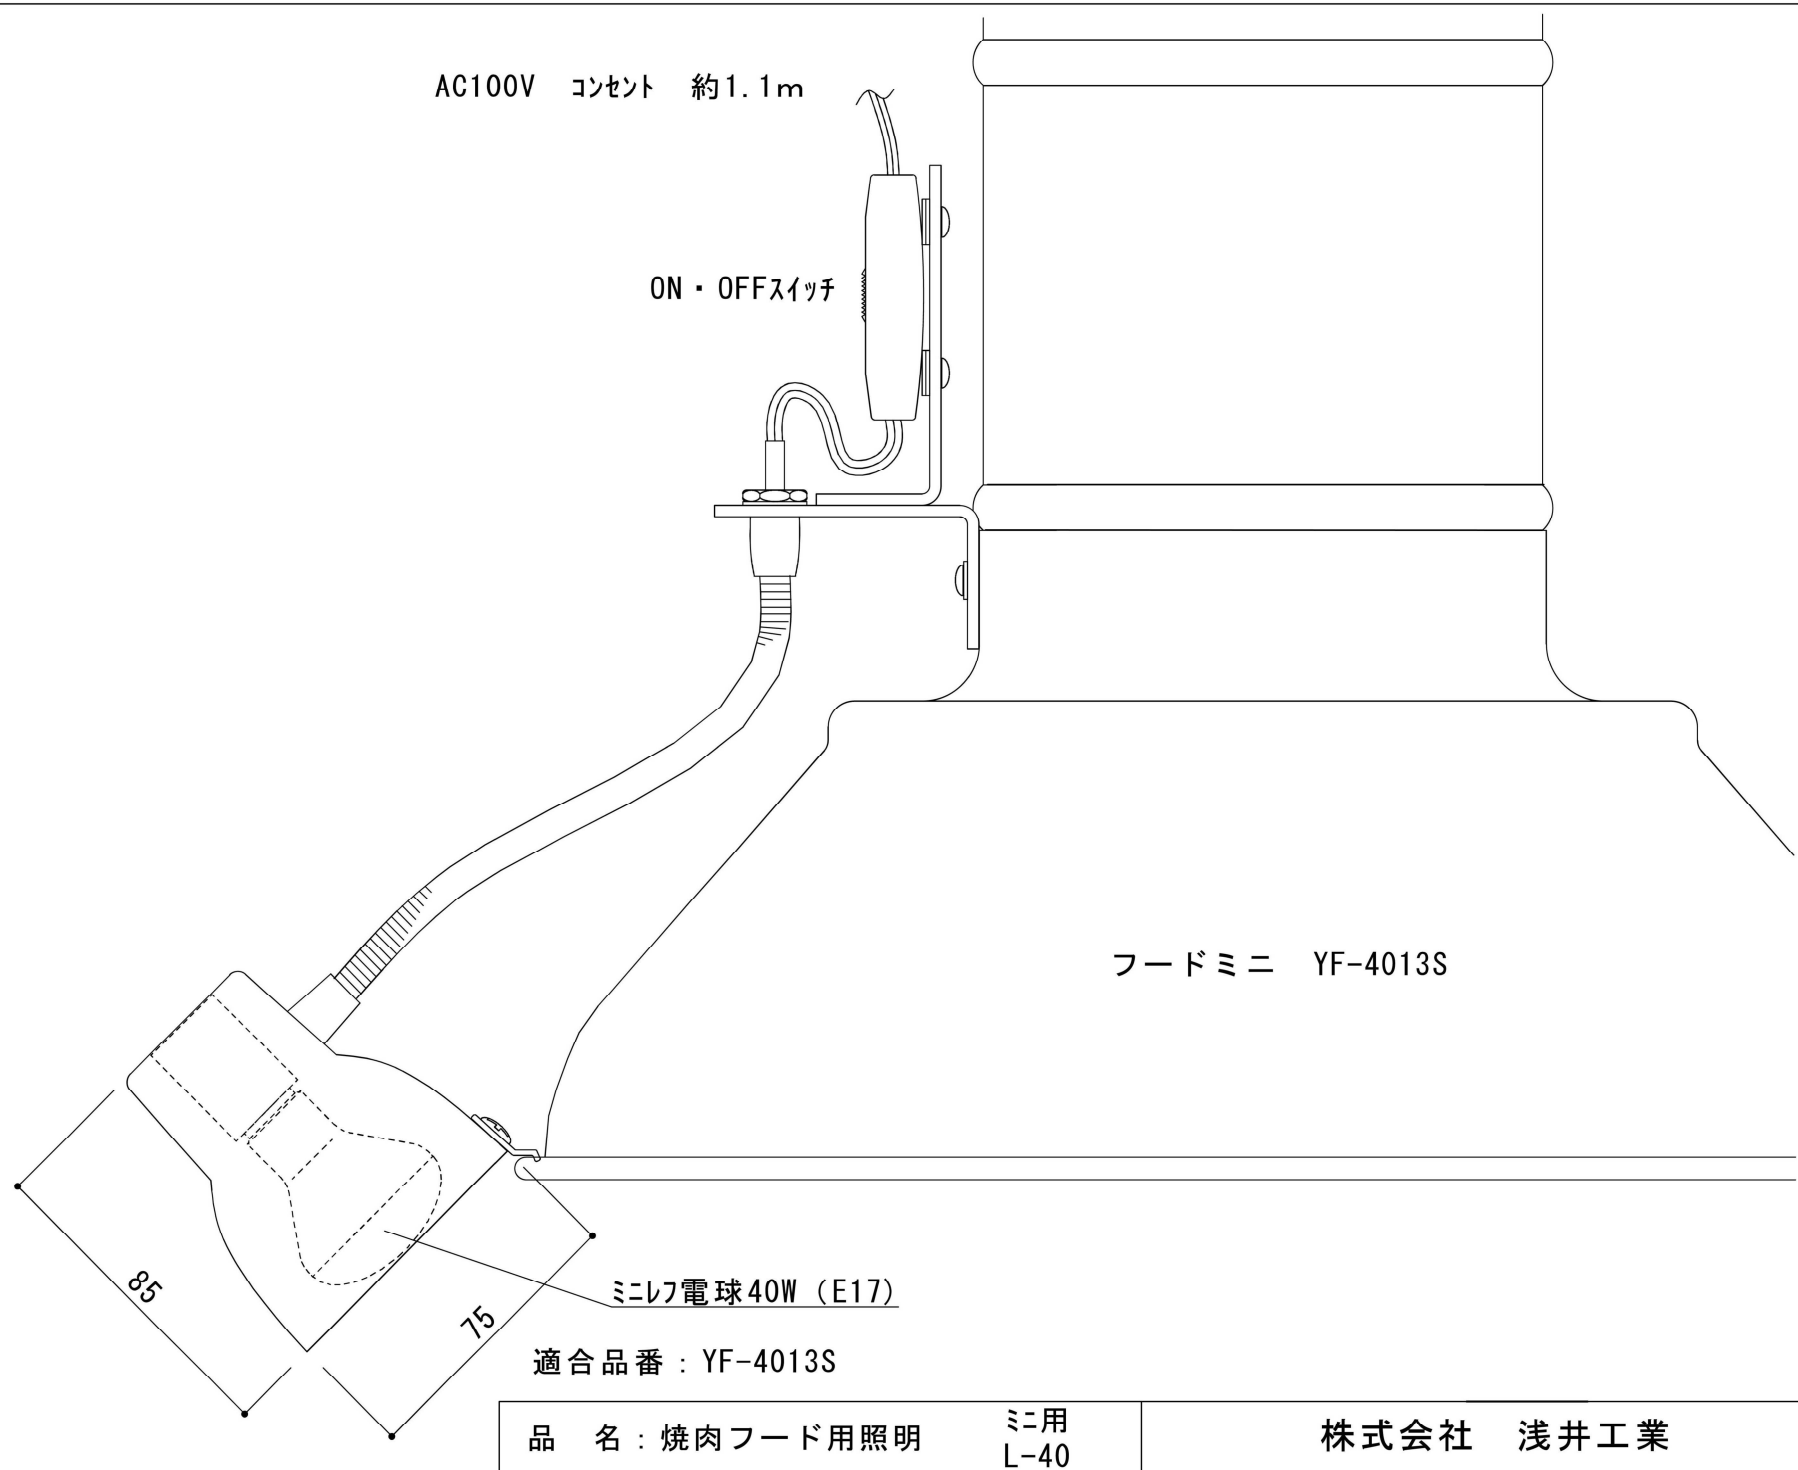 AC100V　ｺﾝｾﾝﾄ　約1.1m
ON・OFFｽｲｯﾁ
フードミニ　YF-4013S
85
75
ﾐﾆﾚﾌ電球40W（E17）
適合品番：YF-4013S
品　名：焼肉フード用照明　ﾐﾆ用
L-40
株式会社　浅井工業